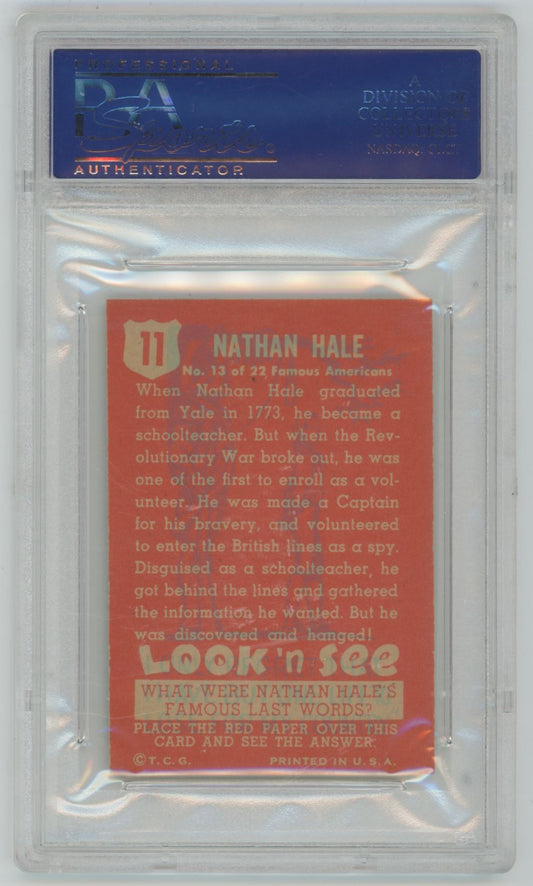 PROFESSIONAL
PSA
Sports
AUTHENTICATOR
A
DIVISION OF
COLLECTORS
UNIVERSE
NASDAQ: CLCT
11
NATHAN HALE
No. 13 of 22 Famous Americans
When Nathan Hale graduated
from Yale in 1773, he became a
schoolteacher. But when the Rev-
olutionary War broke out, he was
one of the first to enroll as a vol-
unteer. He was made a Captain
for his bravery, and volunteered
to enter the British lines as a spy.
Disguised as a schoolteacher, he
got behind the lines and gathered
the information he wanted. But he
was discovered and hanged!
LOOK 'n SEE
WHAT WERE NATHAN HALE'S
FAMOUS LAST WORDS?
PLACE THE RED PAPER OVER THIS
CARD AND SEE THE ANSWER.
© T. C. G.
PRINTED IN U. S. A.